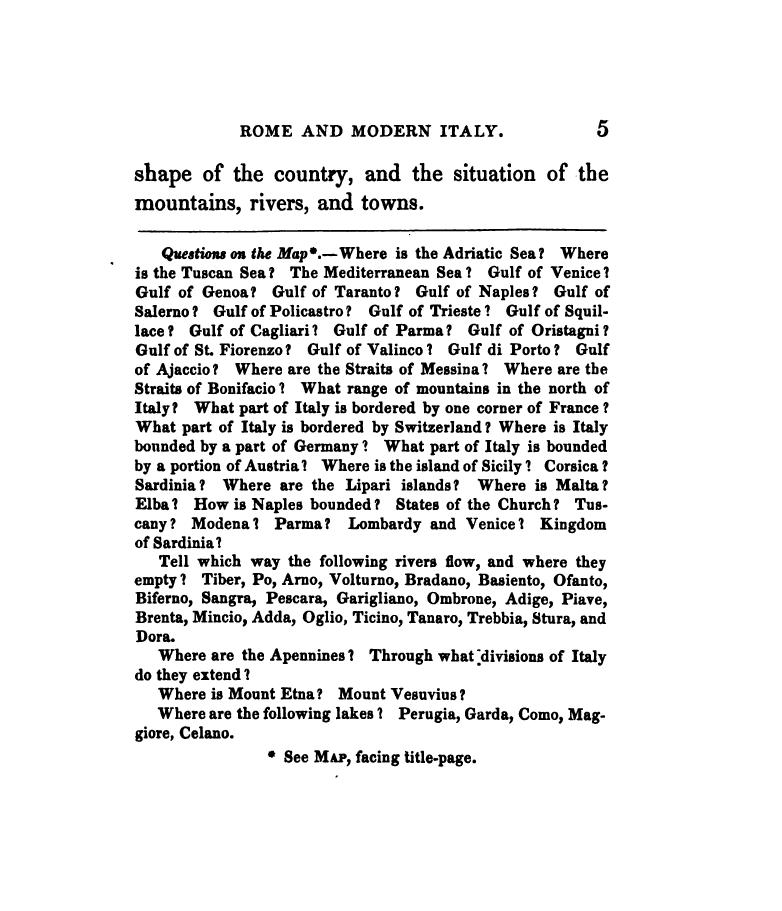 ROME AND MODERN ITALY. 5
shape of the country, and the situation of the
mountains, rivers, and towns.
Questions on the Map*.—Where is the Adriatic Sea? Where
is the Tuscan Sea? The Mediterranean Sea? Gulf of Venice?
Gulf of Genoa? Gulf of Taranto? Gulf of Naples? Gulf of
Salerno? Gulf of Policastro? Gulf of Trieste? Gulf of Squil-
lace? Gulf of Cagliari? Gulf of Parma? Gulf of Oristagni?
Gulf of St. Fiorenzo? Gulf of Valinco? Gulf di Porto? Gulf
of Ajaccio? Where are the Straits of Messina? Where are the
Straits of Bonifacio? What range of mountains in the north of
Italy? What part of Italy is bordered by one corner of France?
What part of Italy is bordered by Switzerland? Where is Italy
bounded by a part of Germany? What part of Italy is bounded
by a portion of Austria? Where is the island of Sicily? Corsica?
Sardinia? Where are the Lipari islands? Where is Malta?
Elba? How is Naples bounded? States of the Church? Tus-
cany? Modena? Parma? Lombardy and Venice? Kingdom
of Sardinia?
Tell which way the following rivers flow, and where they
empty? Tiber, Po, Arno, Volturno, Bradano, Basiento, Ofanto,
Biferno, Sangra, Pescara, Garigliano, Ombrone, Adige, Piave,
Brenta, Mincio, Adda, Oglio, Ticino, Tanaro, Trebbia, Stura, and
Dora.
Where are the Apennines? Through what divisions of Italy
do they extend?
Where is Mount Etna? Mount Vesuvius?
Where are the following lakes? Perugia, Garda, Como, Mag-
giore, Celano.
* See MAP, facing title-page.